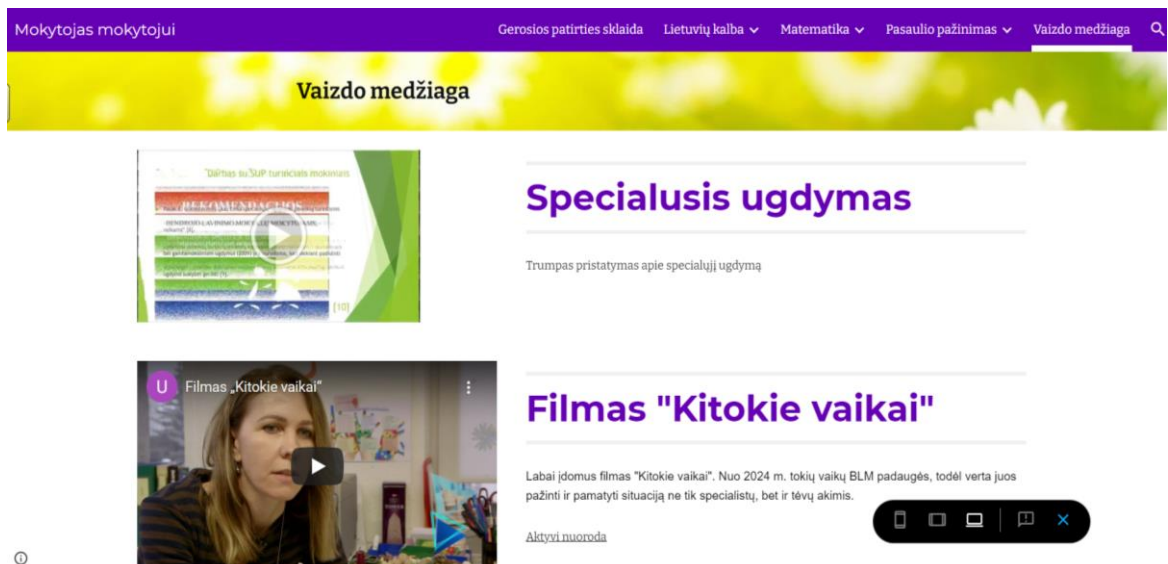 Mokytojas mokytojui
Gerosios patirties sklaida Lietuvių kalba Matematika Pasaulio pažinimas Vaizdo medžiaga
Vaizdo medžiaga
"Darbas su SUP turinčiais mokiniais
REKOMENDACIJOS
[10]
Specialusis ugdymas
Trumpas pristatymas apie specialųjį ugdymą
U Filmas „Kitokie vaikai“
Filmas "Kitokie vaikai"
Labai įdomus filmas "Kitokie vaikai". Nuo 2024 m. tokių vaikų BLM padaugės, todėl verta juos
pažinti ir pamatyti situaciją ne tik specialistų, bet ir tėvų akimis.
Aktyvi nuoroda